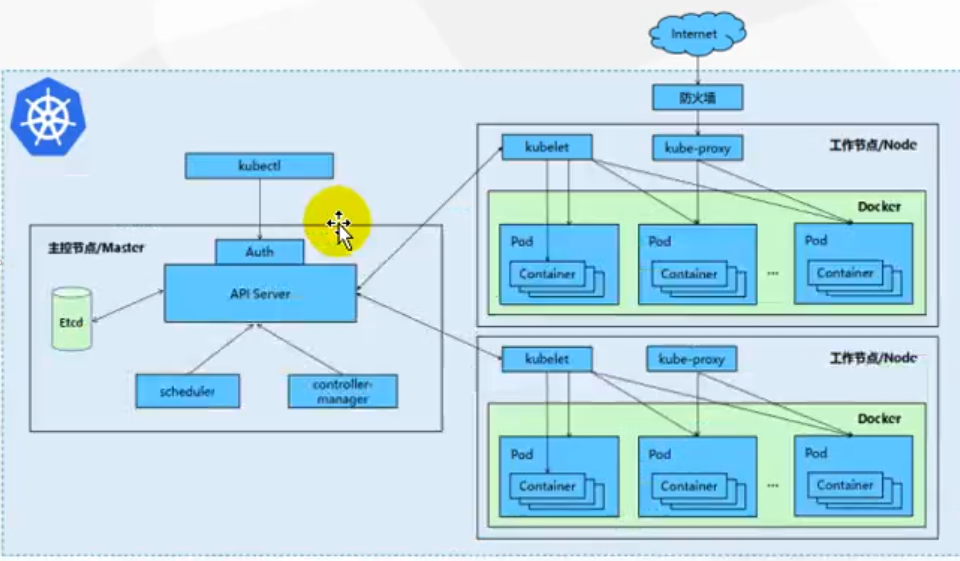 Internet
防火墙
kubelet
kube-proxy
工作节点/Node
kubectl
Docker
主控节点/Master
Auth
Pod
Pod
Pod
Container
Container
...
Container
API Server
Etcd
kubelet
kube-proxy
工作节点/Node
scheduler
controller-
manager
Docker
Pod
Pod
Pod
Container
Container
...
Container